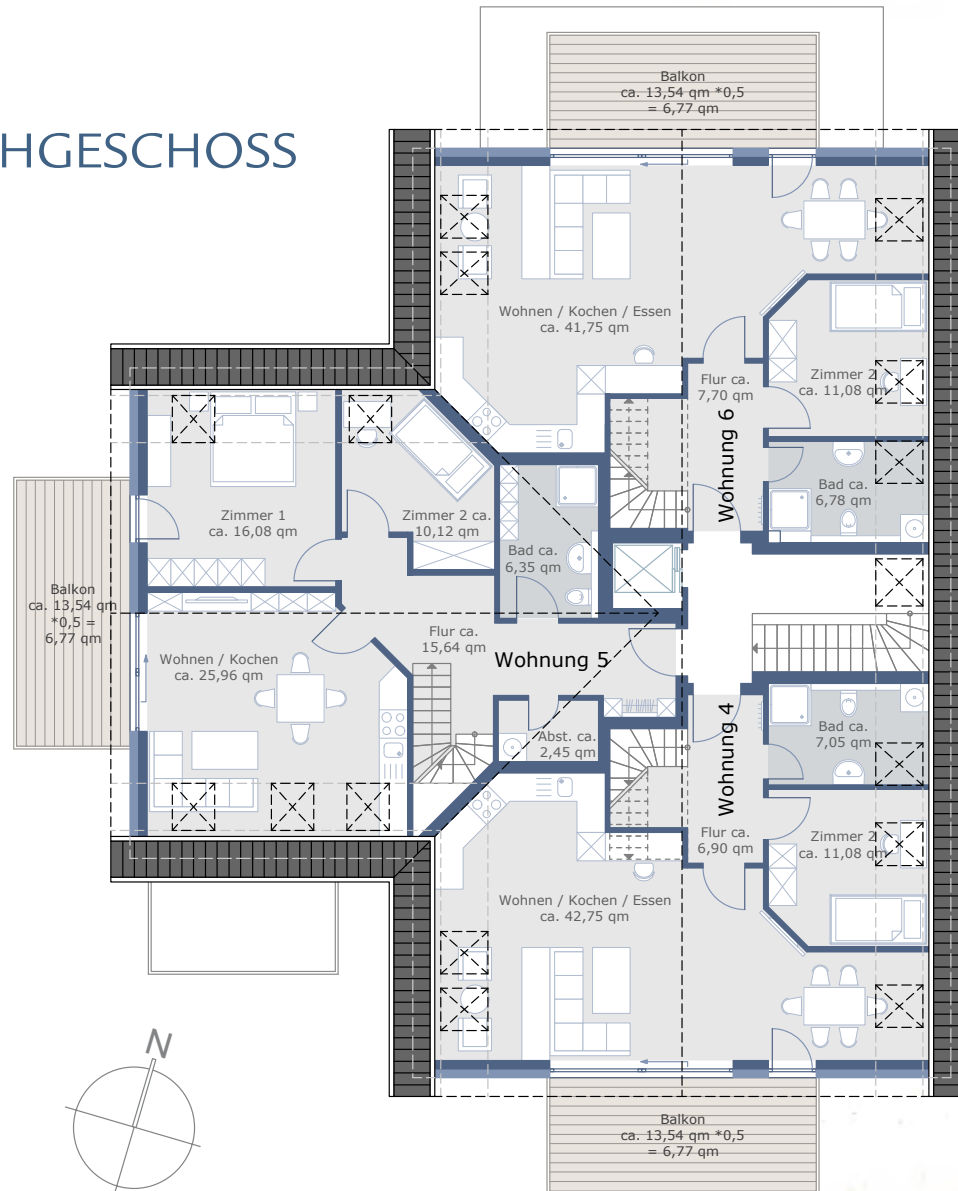 HGESCHOSS
Balkon
ca. 13,54 qm *0,5
= 6,77 qm
Wohnen / Kochen / Essen
ca. 41,75 qm
Flur ca.
7,70 qm
Zimmer 2
ca. 11,08 qm
Wohnung 6
Bad ca.
6,78 qm
Zimmer 1
ca. 16,08 qm
Zimmer 2 ca.
10,12 qm
Bad ca.
6,35 qm
Balkon
ca. 13,54 qm
*0,5 =
6,77 qm
Flur ca.
15,64 qm
Wohnung 5
Wohnen / Kochen
ca. 25,96 qm
Abst. ca.
2,45 qm
Wohnung 4
Bad ca.
7,05 qm
Flur ca.
6,90 qm
Zimmer 2
ca. 11,08 qm
Wohnen / Kochen / Essen
ca. 42,75 qm
N
Balkon
ca. 13,54 qm *0,5
= 6,77 qm